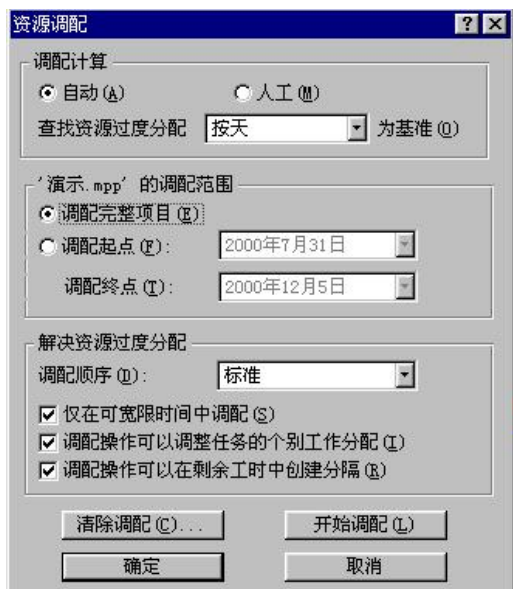 资源调配
调配计算
自动(A) 人工(M)
查找资源过度分配 按天 为基准(O)
'演示.mpp' 的调配范围
调配完整项目(E)
调配起点(F): 2000年7月31日
调配终点(T): 2000年12月5日
解决资源过度分配
调配顺序(D): 标准
仅在可宽限时间中调配(S)
调配操作可以调整任务的个别工作分配(I)
调配操作可以在剩余工时中创建分隔(R)
清除调配(C)... 开始调配(L)
确定 取消